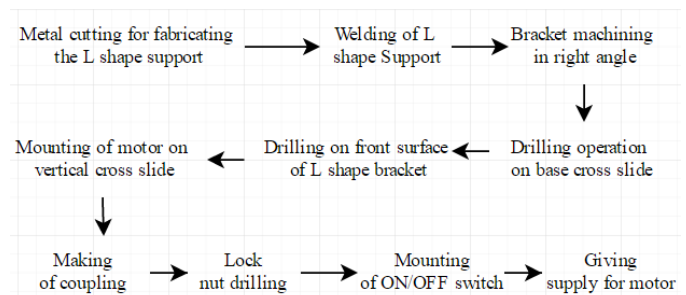 Metal cutting for fabricating
the L shape support
Welding of L
shape Support
Bracket machining
in right angle
Drilling operation
on base cross slide
Drilling on front surface
of L shape bracket
Mounting of motor on
vertical cross slide
Making
of coupling
Lock
nut drilling
Mounting
of ON/OFF switch
Giving
supply for motor